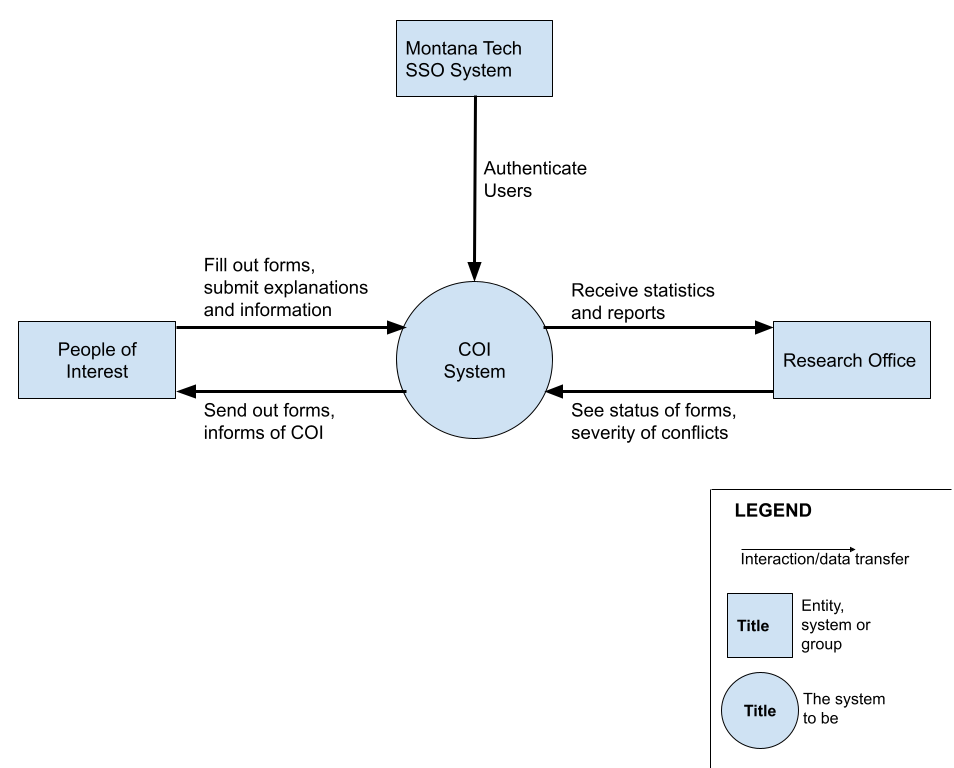 Montana Tech
SSO System
Authenticate
Users
Fill out forms,
submit explanations
and information
Receive statistics
and reports
People of
Interest
COI
System
Research Office
Send out forms,
informs of COI
See status of forms,
severity of conflicts
LEGEND
Interaction/data transfer
Title
Entity,
system or
group
Title
The system
to be